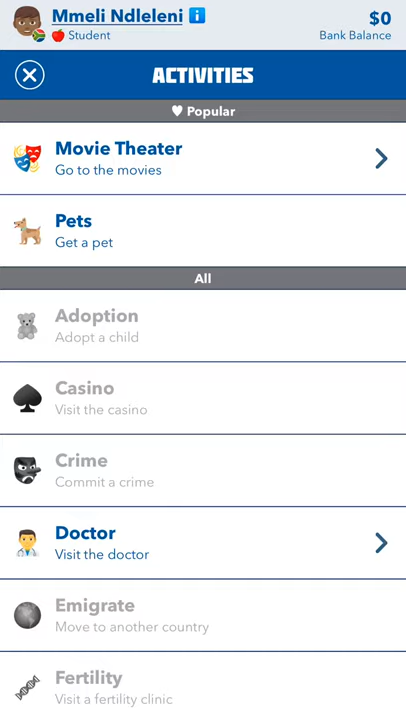 Mmeli Ndleleni
$0
Student
Bank Balance
ACTIVITIES
Popular
Movie Theater
Go to the movies
Pets
Get a pet
All
Adoption
Adopt a child
Casino
Visit the casino
Crime
Commit a crime
Doctor
Visit the doctor
Emigrate
Move to another country
Fertility
Visit a fertility clinic